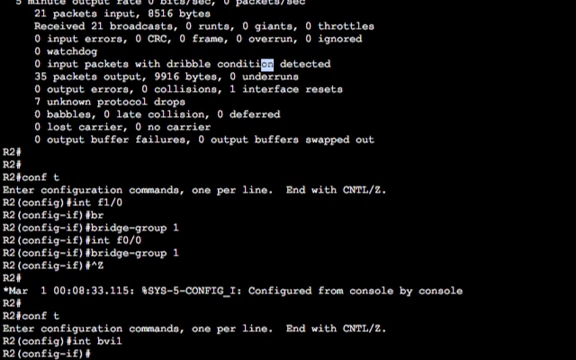 5 minute output rate 0 bits/sec, 0 packets/sec
21 packets input, 8516 bytes
Received 21 broadcasts, 0 runts, 0 giants, 0 throttles
0 input errors, 0 CRC, 0 frame, 0 overrun, 0 ignored
0 watchdog
0 input packets with dribble condition detected
35 packets output, 9916 bytes, 0 underruns
0 output errors, 0 collisions, 1 interface resets
7 unknown protocol drops
0 babbles, 0 late collision, 0 deferred
0 lost carrier, 0 no carrier
0 output buffer failures, 0 output buffers swapped out
R2#
R2#
R2#conf t
Enter configuration commands, one per line.  End with CNTL/Z.
R2(config)#int f1/0
R2(config-if)#br
R2(config-if)#bridge-group 1
R2(config-if)#int f0/0
R2(config-if)#bridge-group 1
R2(config-if)#^Z
R2#
*Mar  1 00:08:33.115: %SYS-5-CONFIG_I: Configured from console by console
R2#
R2#conf t
Enter configuration commands, one per line.  End with CNTL/Z.
R2(config)#int bvi1
R2(config-if)#